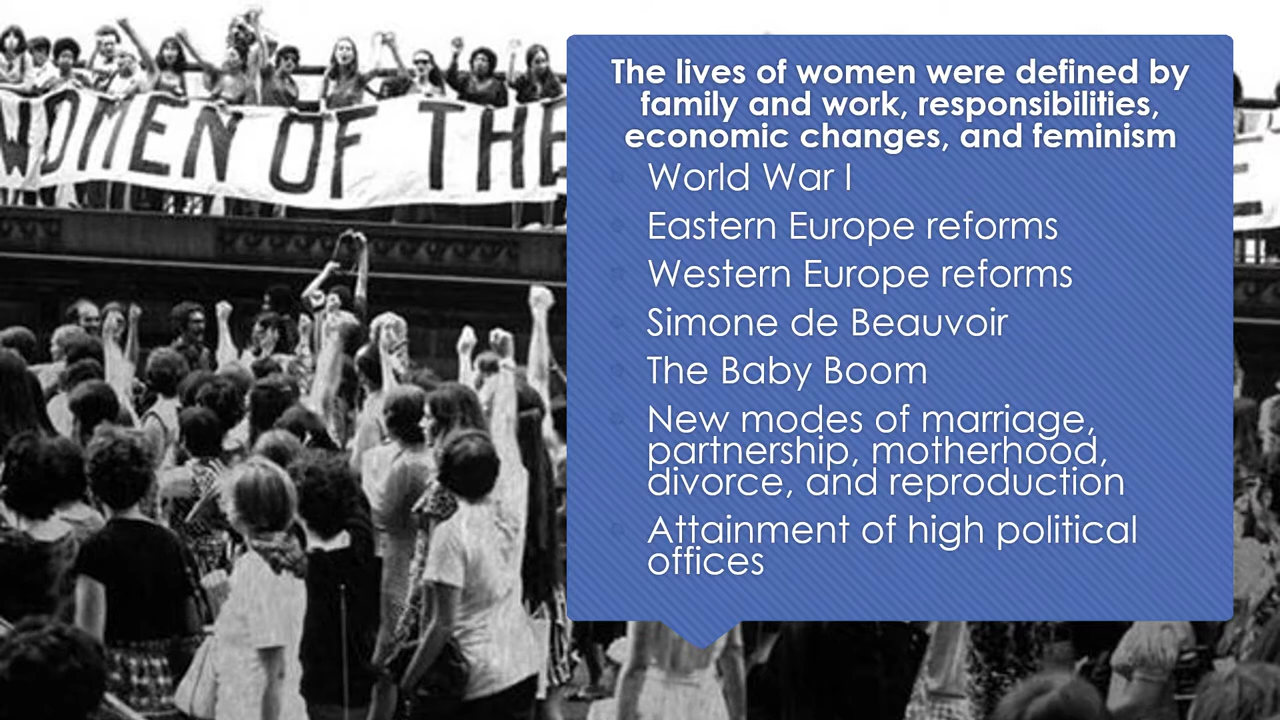 WOMEN OF THE
The lives of women were defined by
family and work, responsibilities,
economic changes, and feminism
World War I
Eastern Europe reforms
Western Europe reforms
Simone de Beauvoir
The Baby Boom
New modes of marriage,
partnership, motherhood,
divorce, and reproduction
Attainment of high political
offices